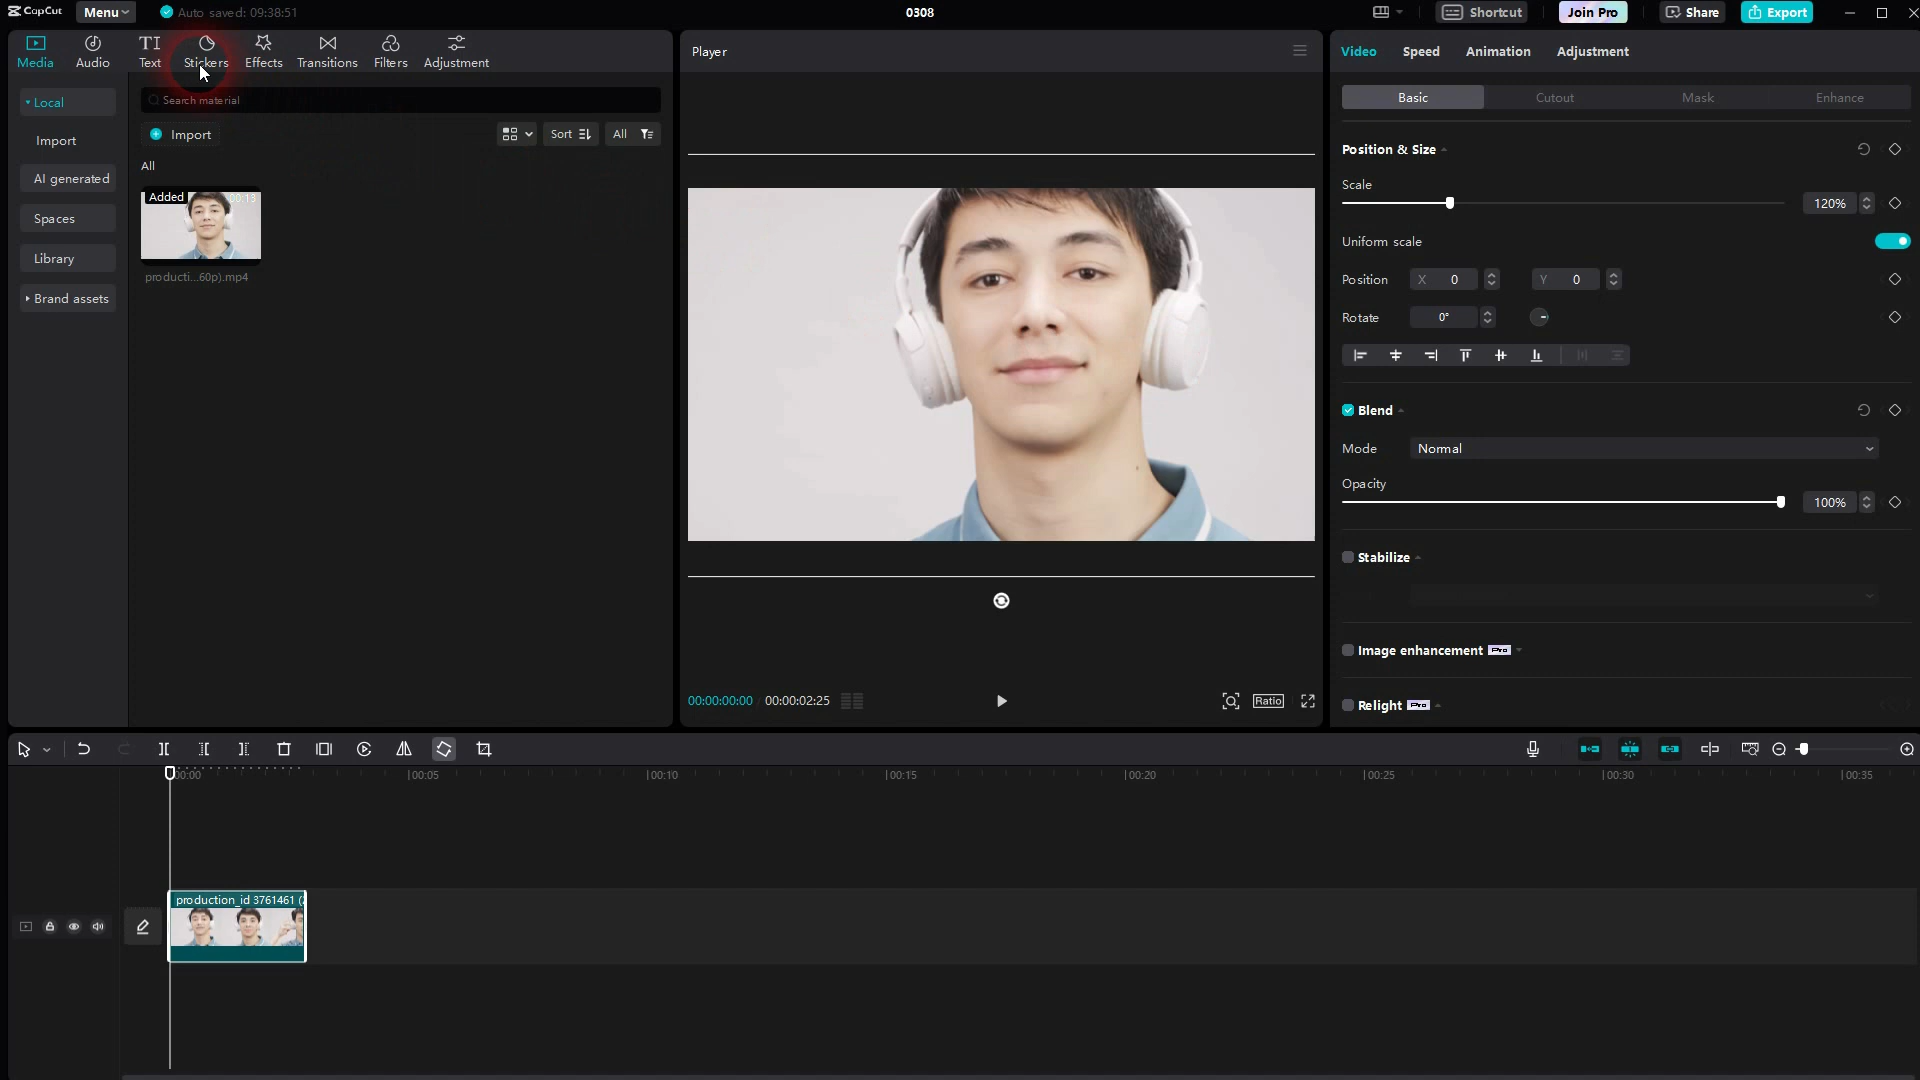 CapCut
Menu
Auto saved: 09:38:51
0308
Shortcut
Join Pro
Share
Export
Media
Audio
Text
Stickers
Effects
Transitions
Filters
Adjustment
Local
Import
AI generated
Spaces
Library
Brand assets
Search material
Import
Sort
All
All
Added
00:13
producti...60p).mp4
Player
00:00:00:00
00:00:02:25
Ratio
Video
Speed
Animation
Adjustment
Basic
Cutout
Mask
Enhance
Position & Size
Scale
120%
Uniform scale
Position
X 0
Y 0
Rotate
0°
Blend
Mode
Normal
Opacity
100%
Stabilize
Image enhancement Pro
Relight Pro
00:00
00:05
00:10
00:15
00:20
00:25
00:30
00:35
production_id 3761461 (